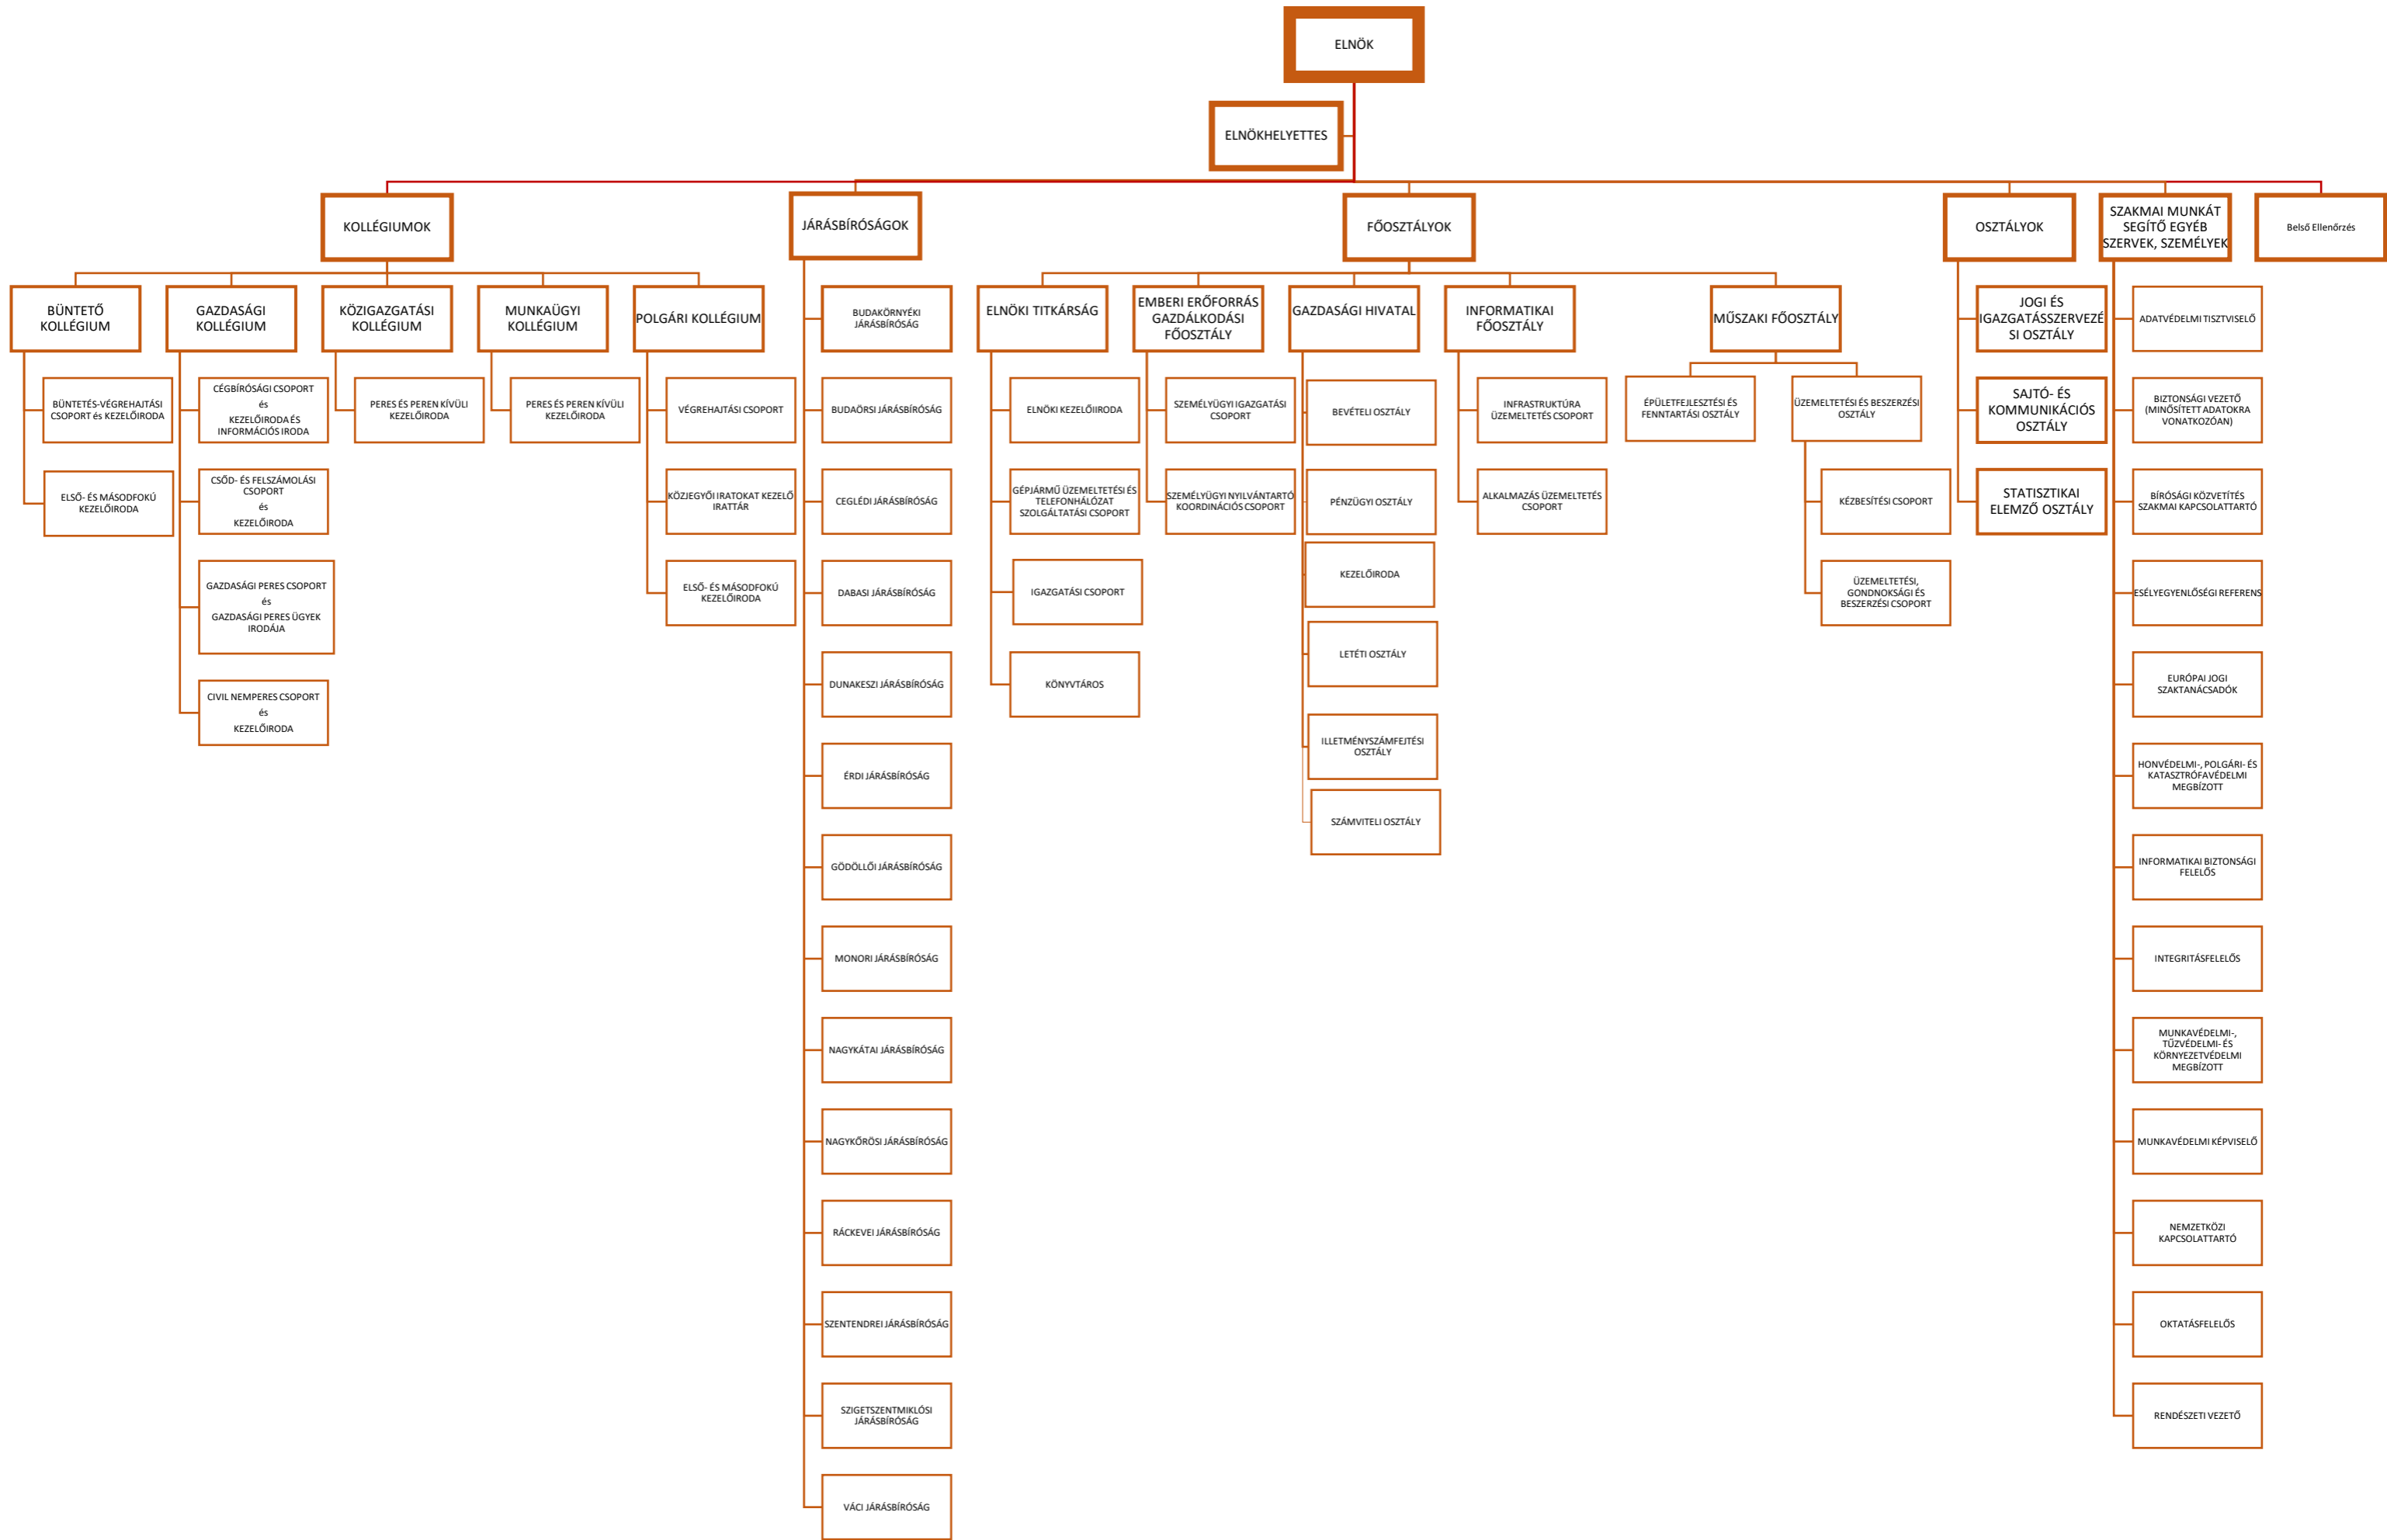 ELNÖK
ELNÖKHELYETTES
KOLLÉGIUMOK
BÜNTETŐ
KOLLÉGIUM
BÜNTETÉS-VÉGREHAJTÁSI
CSOPORT és KEZELŐIRODA
ELSŐ- ÉS MÁSODFOKÚ
KEZELŐIRODA
GAZDASÁGI
KOLLÉGIUM
CÉGBÍRÓSÁGI CSOPORT
és
KEZELŐIRODA ÉS
INFORMÁCIÓS IRODA
CSŐD- ÉS FELSZÁMOLÁSI
CSOPORT
és
KEZELŐIRODA
GAZDASÁGI PERES CSOPORT
és
GAZDASÁGI PERES ÜGYEK
IRODÁJA
CIVIL NEMPERES CSOPORT
és
KEZELŐIRODA
KÖZIGAZGATÁSI
KOLLÉGIUM
PERES ÉS PEREN KÍVÜLI
KEZELŐIRODA
MUNKAÜGYI
KOLLÉGIUM
PERES ÉS PEREN KÍVÜLI
KEZELŐIRODA
POLGÁRI KOLLÉGIUM
VÉGREHAJTÁSI CSOPORT
KÖZJEGYŐI IRATOKAT KEZELŐ
IRATTÁR
ELSŐ- ÉS MÁSODFOKÚ
KEZELŐIRODA
JÁRÁSBÍRÓSÁGOK
BUDAKÖRNYÉKI
JÁRÁSBÍRÓSÁG
BUDAÖRSI JÁRÁSBÍRÓSÁG
CEGLÉDI JÁRÁSBÍRÓSÁG
DABASI JÁRÁSBÍRÓSÁG
DUNAKESZI JÁRÁSBÍRÓSÁG
ÉRDI JÁRÁSBÍRÓSÁG
GÖDÖLLŐI JÁRÁSBÍRÓSÁG
MONORI JÁRÁSBÍRÓSÁG
NAGYKÁTAI JÁRÁSBÍRÓSÁG
NAGYKŐRÖSI JÁRÁSBÍRÓSÁG
RÁCKEVEI JÁRÁSBÍRÓSÁG
SZENTENDREI JÁRÁSBÍRÓSÁG
SZIGETSZENTMIKLÓSI
JÁRÁSBÍRÓSÁG
VÁCI JÁRÁSBÍRÓSÁG
FŐOSZTÁLYOK
ELNÖKI TITKÁRSÁG
ELNÖKI KEZELŐIIRODA
GÉPJÁRMŰ ÜZEMELTETÉSI ÉS
TELEFONHÁLÓZAT
SZOLGÁLTATÁSI CSOPORT
IGAZGATÁSI CSOPORT
KÖNYVTÁROS
EMBERI ERŐFORRÁS
GAZDÁLKODÁSI
FŐOSZTÁLY
SZEMÉLYÜGYI IGAZGATÁSI
CSOPORT
SZEMÉLYÜGYI NYILVÁNTARTÓ
KOORDINÁCIÓS CSOPORT
GAZDASÁGI HIVATAL
BEVÉTELI OSZTÁLY
PÉNZÜGYI OSZTÁLY
KEZELŐIRODA
LETÉTI OSZTÁLY
ILLETMÉNYSZÁMFEJTÉSI
OSZTÁLY
SZÁMVITELI OSZTÁLY
INFORMATIKAI
FŐOSZTÁLY
INFRASTRUKTÚRA
ÜZEMELTETÉS CSOPORT
ALKALMAZÁS ÜZEMELTETÉS
CSOPORT
MŰSZAKI FŐOSZTÁLY
ÉPÜLETFEJLESZTÉSI ÉS
FENNTARTÁSI OSZTÁLY
ÜZEMELTETÉSI ÉS BESZERZÉSI
OSZTÁLY
KÉZBESÍTÉSI CSOPORT
ÜZEMELTETÉSI,
GONDNOKSÁGI ÉS
BESZERZÉSI CSOPORT
OSZTÁLYOK
JOGI ÉS
IGAZGATÁSSZERVEZÉ
SI OSZTÁLY
SAJTÓ- ÉS
KOMMUNIKÁCIÓS
OSZTÁLY
STATISZTIKAI
ELEMZŐ OSZTÁLY
SZAKMAI MUNKÁT
SEGÍTŐ EGYÉB
SZERVEK, SZEMÉLYEK
ADATVÉDELMI TISZTVISELŐ
BIZTONSÁGI VEZETŐ
(MINŐSÍTETT ADATOKRA
VONATKOZÓAN)
BÍRÓSÁGI KÖZVETÍTÉS
SZAKMAI KAPCSOLATTARTÓ
ESÉLYEGYENLŐSÉGI REFERENS
EURÓPAI JOGI
SZAKTANÁCSADÓK
HONVÉDELMI-, POLGÁRI- ÉS
KATASZTRÓFAVÉDELMI
MEGBÍZOTT
INFORMATIKAI BIZTONSÁGI
FELELŐS
INTEGRITÁSFELELŐS
MUNKAVÉDELMI-,
TŰZVÉDELMI- ÉS
KÖRNYEZETVÉDELMI
MEGBÍZOTT
MUNKAVÉDELMI KÉPVISELŐ
NEMZETKÖZI
KAPCSOLATTARTÓ
OKTATÁSFELELŐS
RENDÉSZETI VEZETŐ
Belső Ellenőrzés